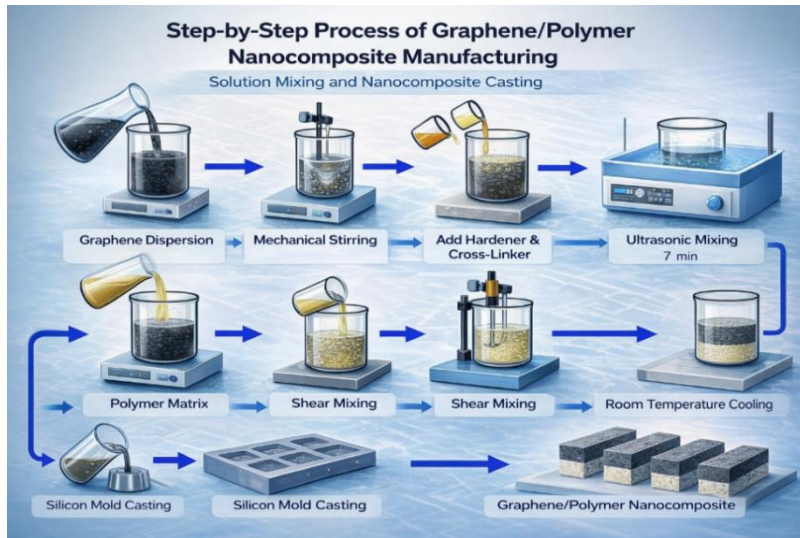 Step-by-Step Process of Graphene/Polymer
Nanocomposite Manufacturing
Solution Mixing and Nanocomposite Casting
Graphene Dispersion
Mechanical Stirring
Add Hardener &
Cross-Linker
Ultrasonic Mixing
7 min
Polymer Matrix
Shear Mixing
Shear Mixing
Room Temperature Cooling
Silicon Mold Casting
Silicon Mold Casting
Graphene/Polymer Nanocomposite